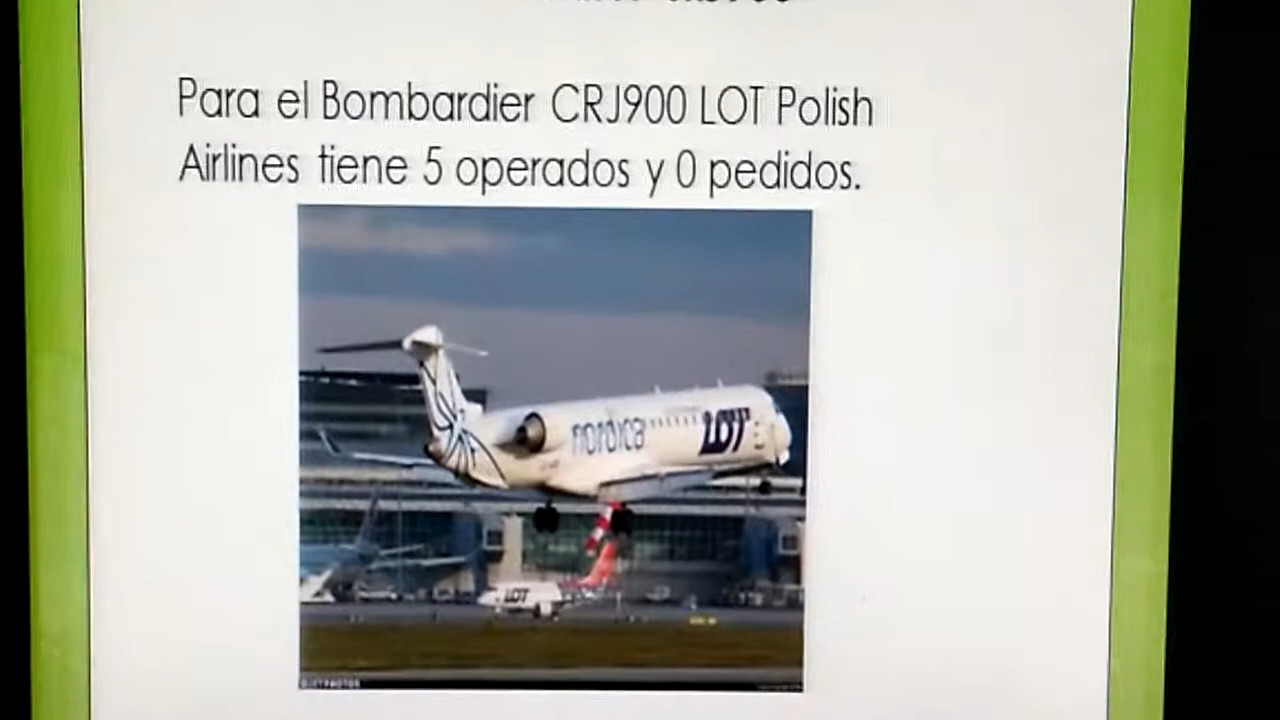 Para el Bombardier CRJ900 LOT Polish
Airlines tiene 5 operados y 0 pedidos.
nordica
LOT
LOT